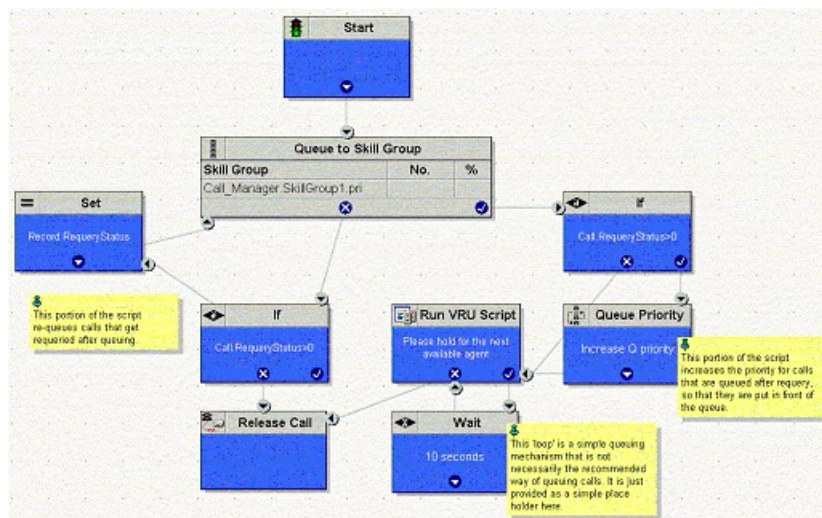 Start
Queue to Skill Group
Skill Group No. %
Call_Manager.SkillGroup1.pri
Set
Record.RequeryStatus
If
Call.RequeryStatus>0
This portion of the script
re-queues calls that get
requeried after queuing.
If
Call.RequeryStatus>0
Run VRU Script
Please hold for the next
available agent
Queue Priority
Increase Q priority
This portion of the script
increases the priority for calls
that are queued after requery,
so that they are put in front of
the queue.
Release Call
Wait
10 seconds
This 'loop' is a simple queuing
mechanism that is not
necessarily the recommended
way of queuing calls. It is just
provided as a simple place
holder here.